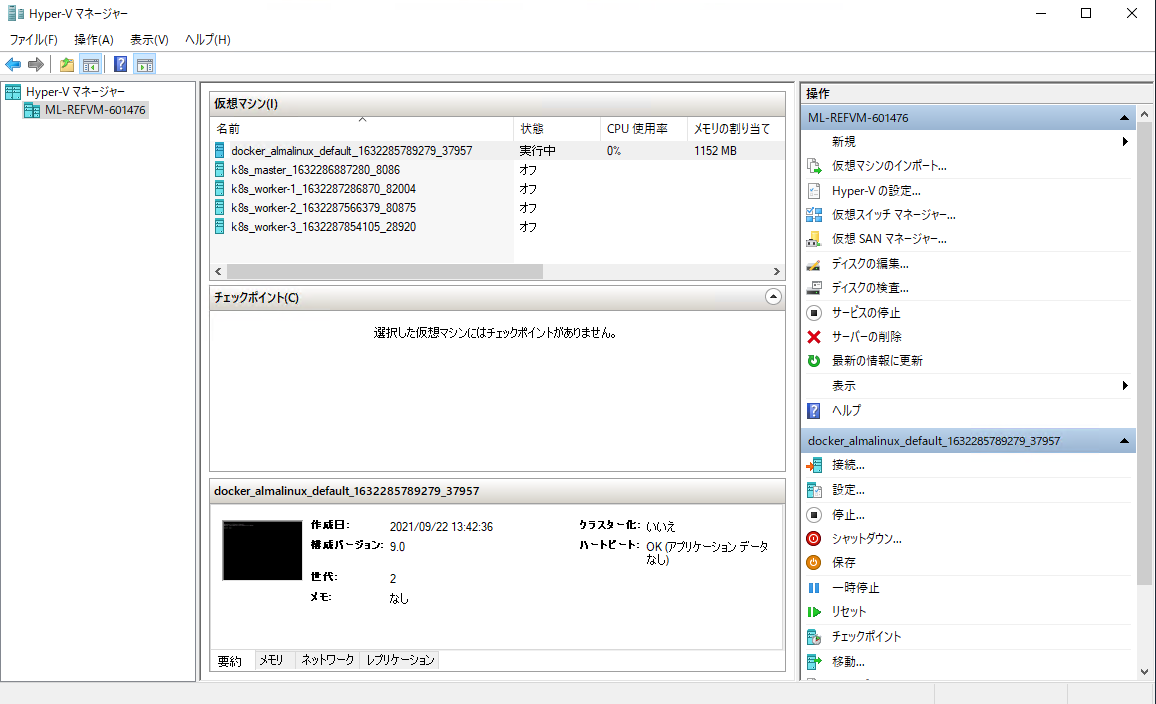 Hyper-V マネージャー
ファイル(F) 操作(A) 表示(V) ヘルプ(H)
Hyper-V マネージャー
ML-REFVM-601476
仮想マシン(I)
名前 状態 CPU 使用率 メモリの割り当て
docker_almalinux_default_1632285789279_37957 実行中 0% 1152 MB
k8s_master_1632286887280_8086 オフ
k8s_worker-1_1632287286870_82004 オフ
k8s_worker-2_1632287566379_80875 オフ
k8s_worker-3_1632287854105_28920 オフ
チェックポイント(C)
選択した仮想マシンにはチェックポイントがありません。
docker_almalinux_default_1632285789279_37957
作成日: 2021/09/22 13:42:36 クラスター化: いいえ
構成バージョン: 9.0 ハートビート: OK (アプリケーション データ
なし)
世代: 2
メモ: なし
要約 メモリ ネットワーク レプリケーション
操作
ML-REFVM-601476
新規
仮想マシンのインポート...
Hyper-V の設定...
仮想スイッチ マネージャー...
仮想 SAN マネージャー...
ディスクの編集...
ディスクの検査...
サービスの停止
サーバーの削除
最新の情報に更新
表示
ヘルプ
docker_almalinux_default_1632285789279_37957
接続...
設定...
停止...
シャットダウン...
保存
一時停止
リセット
チェックポイント
移動...